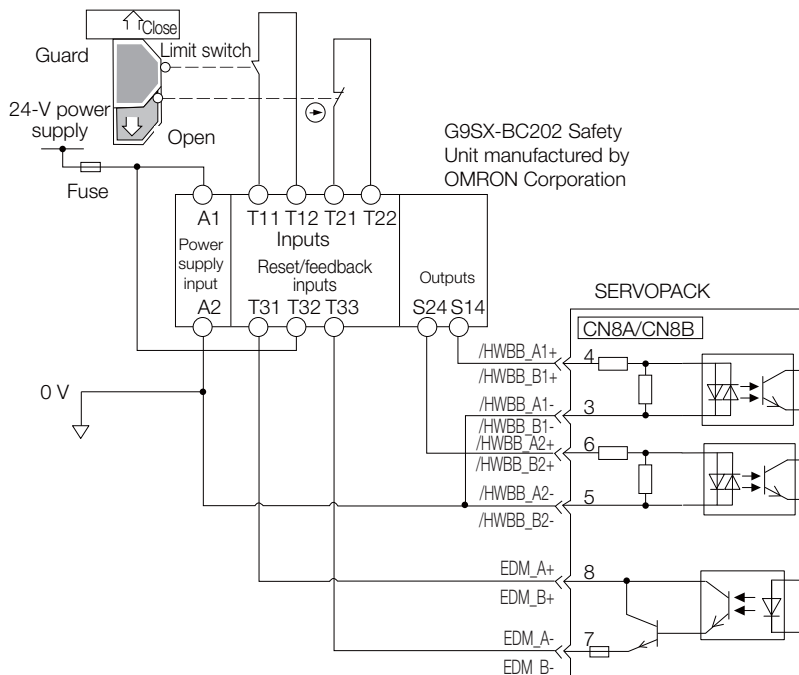 Close
Guard
Limit switch
24-V power
supply
Open
Fuse
G9SX-BC202 Safety
Unit manufactured by
OMRON Corporation
A1
T11
T12
T21
T22
Power
supply
input
Inputs
Reset/feedback
inputs
Outputs
A2
T31
T32
T33
S24
S14
0 V
SERVOPACK
CN8A/CN8B
/HWBB_A1+
/HWBB_B1+
4
/HWBB_A1-
/HWBB_B1-
3
/HWBB_A2+
/HWBB_B2+
6
/HWBB_A2-
/HWBB_B2-
5
EDM_A+
EDM_B+
8
EDM_A-
EDM_B-
7